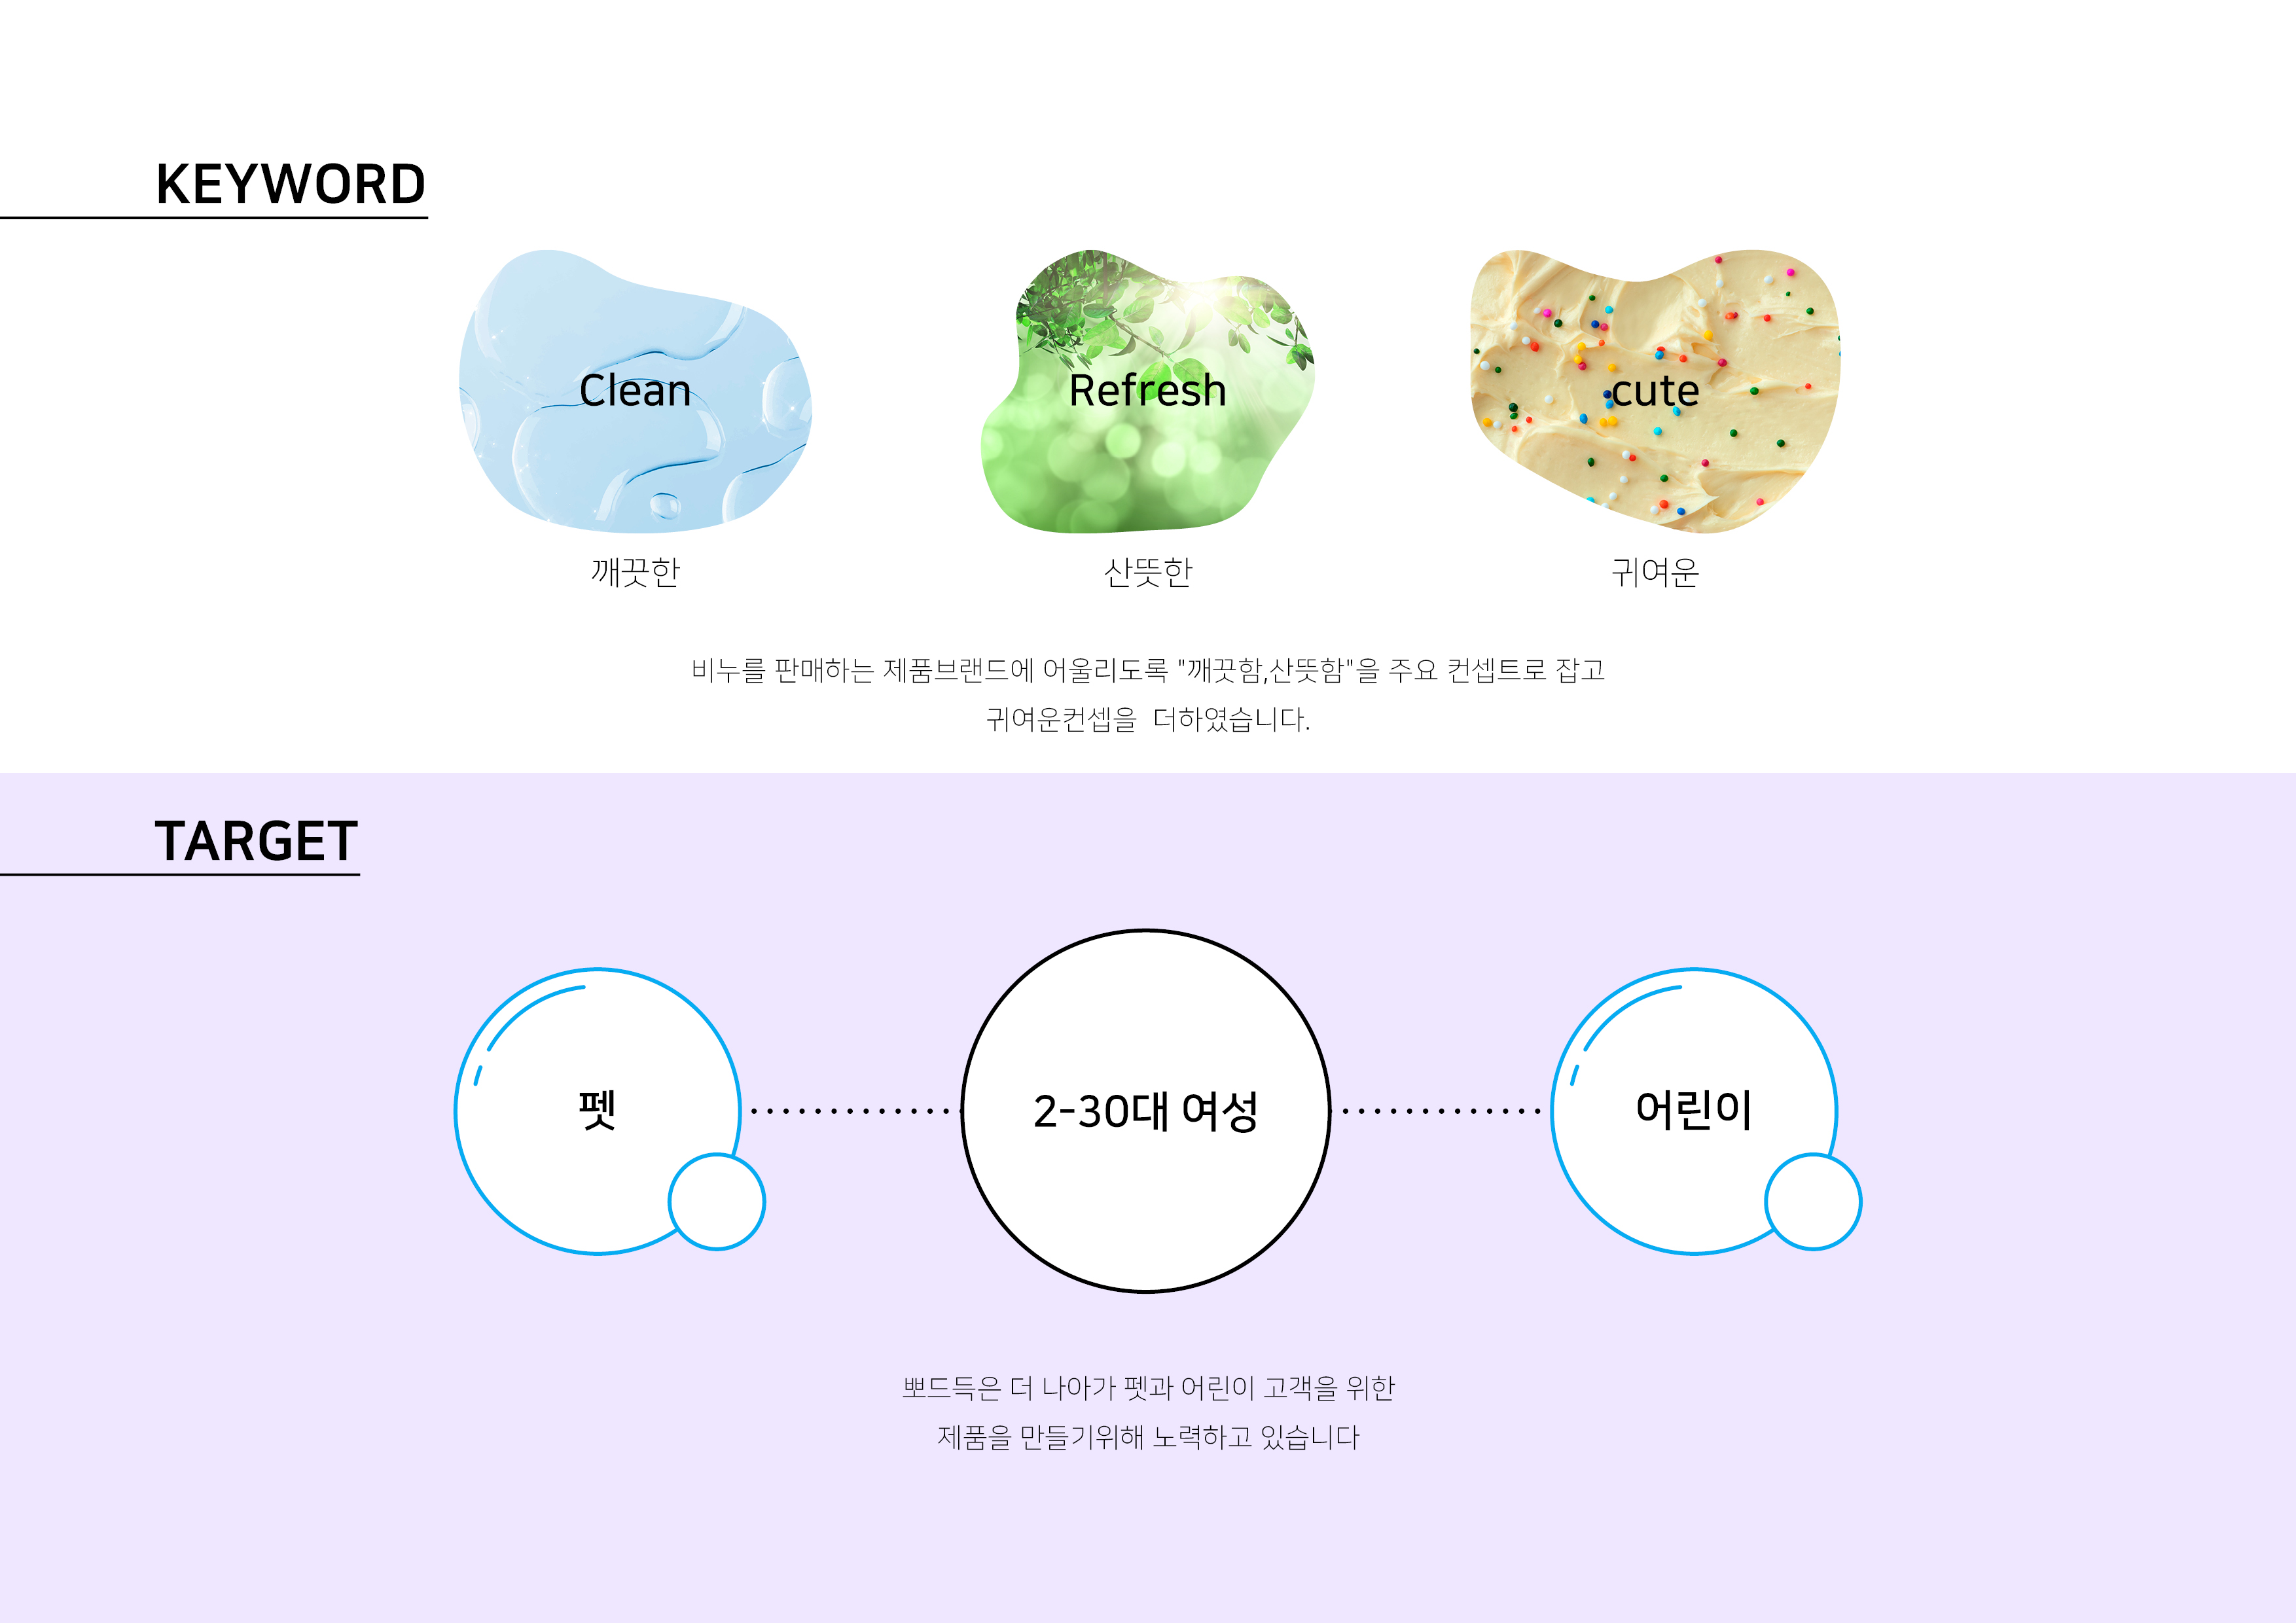 KEYWORD
Clean
Refresh
cute
깨끗한
산뜻한
귀여운
비누를 판매하는 제품브랜드에 어울리도록 "깨끗함,산뜻함"을 주요 컨셉트로 잡고
귀여운컨셉을 더하였습니다.
TARGET
펫
2-30대 여성
어린이
뽀드득은 더 나아가 펫과 어린이 고객을 위한
제품을 만들기위해 노력하고 있습니다